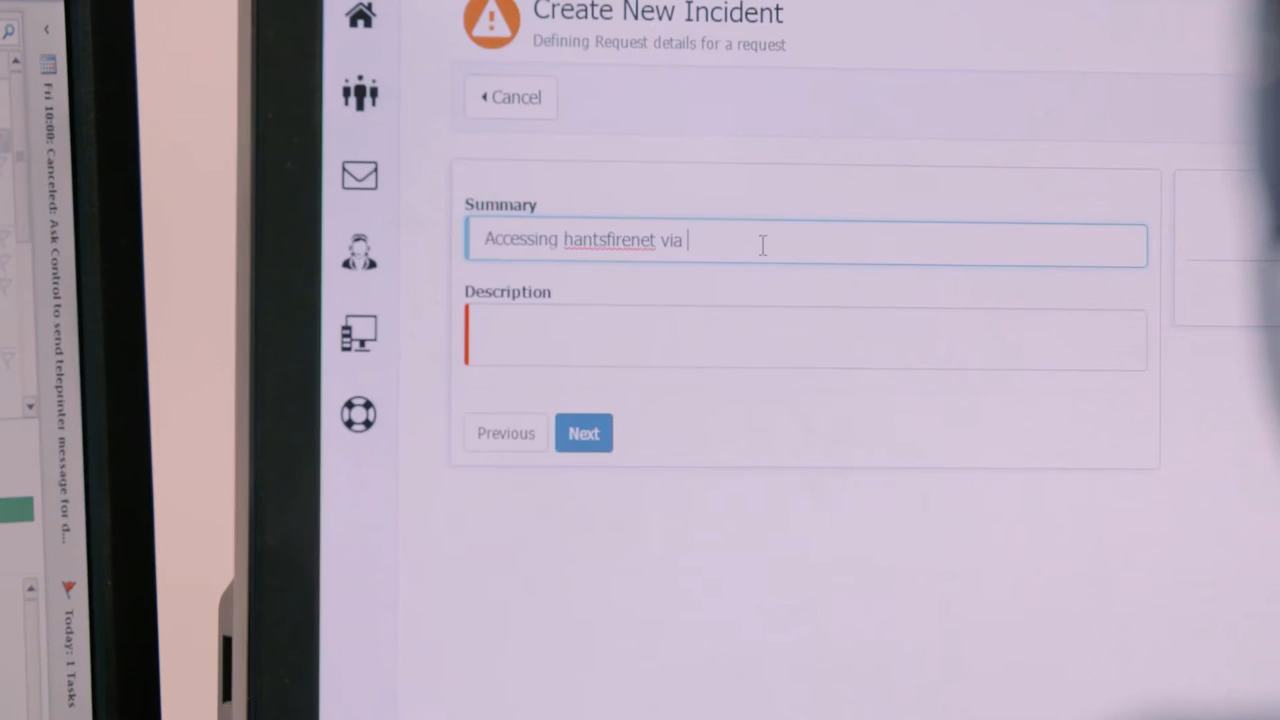 Fri 10:00: Canceled: Ask Control to send teleprinter message for d...
Today: 1 Tasks
Create New Incident
Defining Request details for a request
Cancel
Summary
Accessing hantsfirenet via
Description
Previous
Next